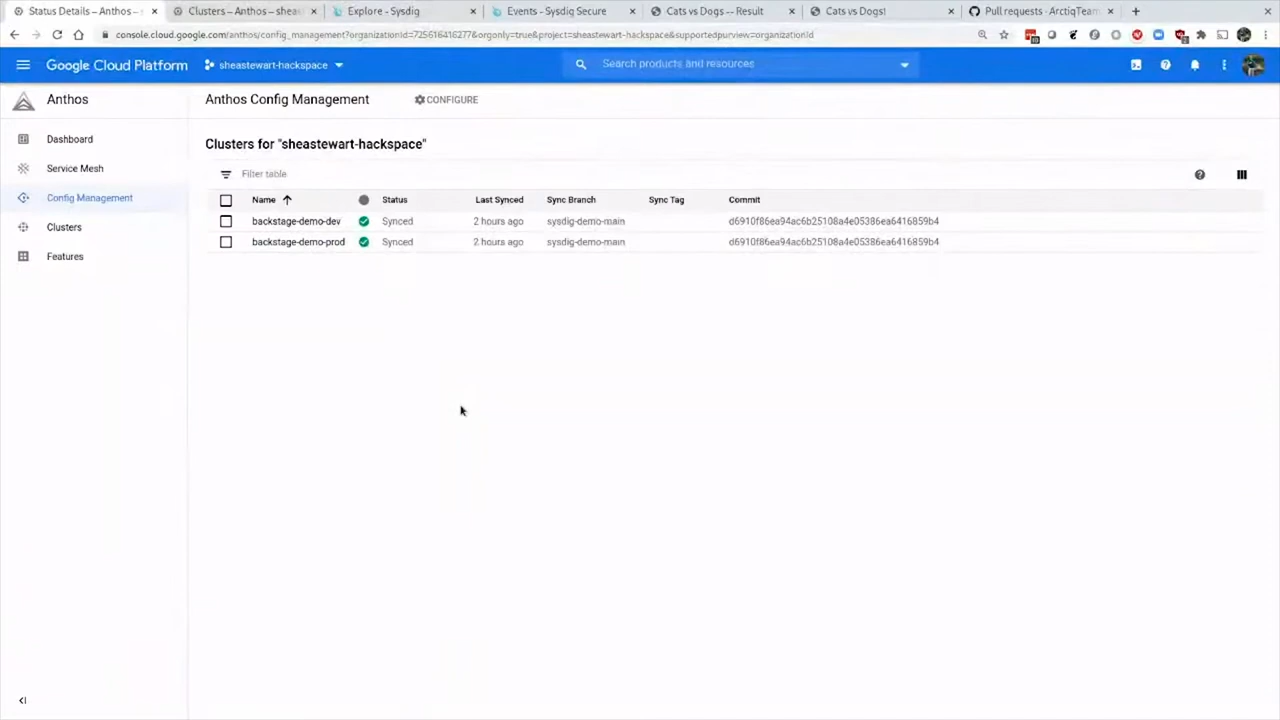 Status Details – Anthos –
Clusters – Anthos – shea
Explore - Sysdig
Events - Sysdig Secure
Cats vs Dogs -- Result
Cats vs Dogs!
Pull requests · ArctiqTeam
console.cloud.google.com/anthos/config_management?organizationId=725616416277&orgonly=true&project=sheastewart-hackspace&supportedpurview=organizationId
Google Cloud Platform
sheastewart-hackspace
Search products and resources
Anthos
Anthos Config Management
CONFIGURE
Dashboard
Service Mesh
Config Management
Clusters
Features
Clusters for "sheastewart-hackspace"
Filter table
Name Status Last Synced Sync Branch Sync Tag Commit
backstage-demo-dev Synced 2 hours ago sysdig-demo-main d6910f86ea94ac6b25108a4e05386ea6416859b4
backstage-demo-prod Synced 2 hours ago sysdig-demo-main d6910f86ea94ac6b25108a4e05386ea6416859b4